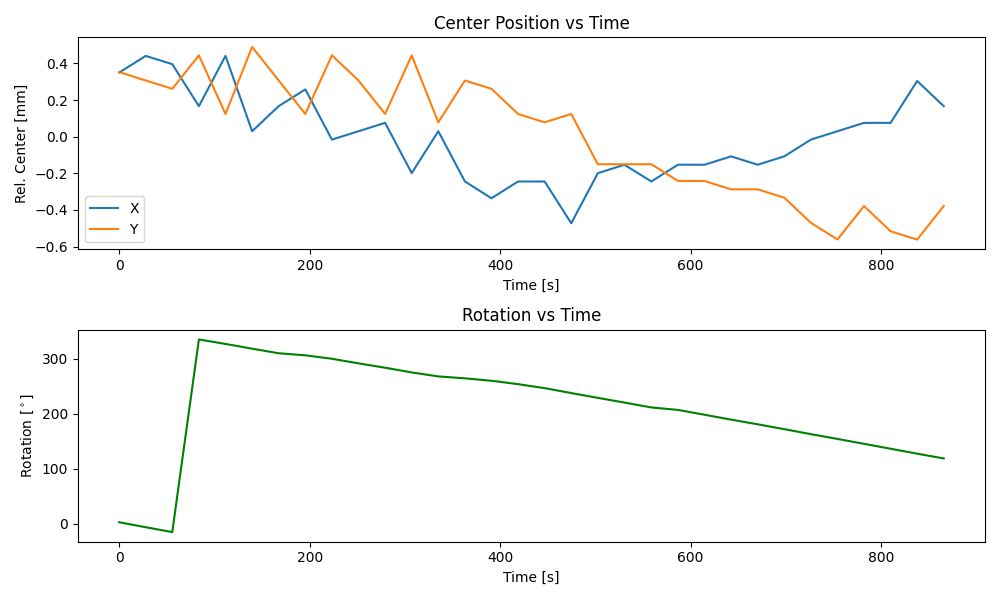 Center Position vs Time
Rel. Center [mm]
0.4
0.2
0.0
−0.2
−0.4
−0.6
X
Y
0 200 400 600 800
Time [s]
Rotation vs Time
Rotation [°]
300
200
100
0
0 200 400 600 800
Time [s]